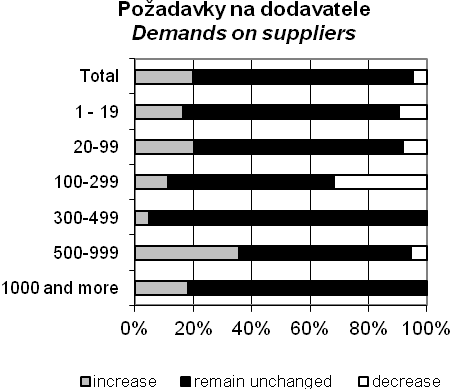 Požadavky na dodavatele
Demands on suppliers
Total
1 - 19
20-99
100-299
300-499
500-999
1000 and more
0% 20% 40% 60% 80% 100%
increase remain unchanged decrease